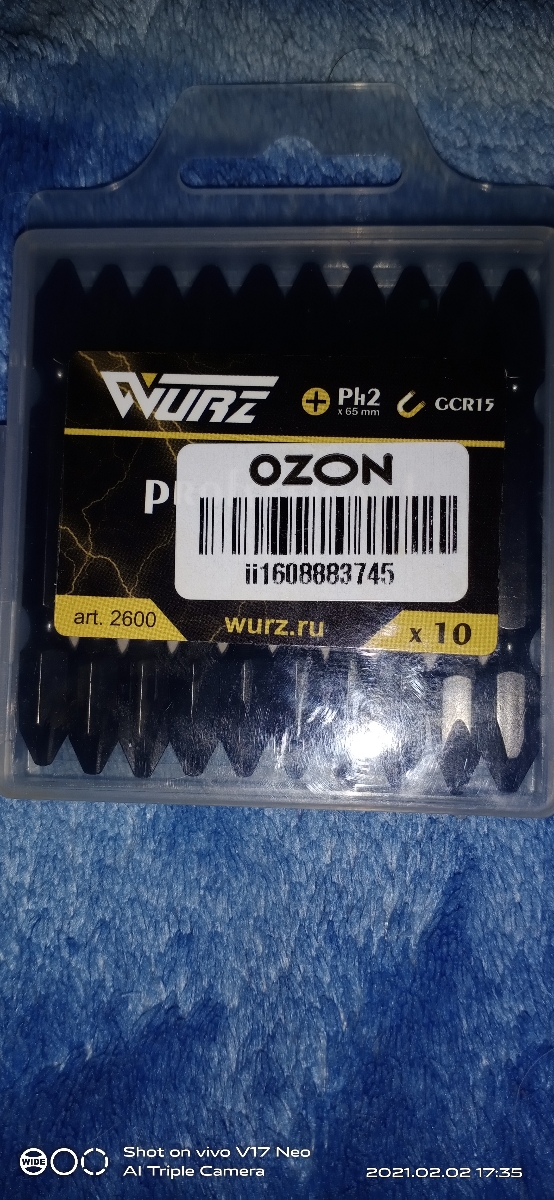 WURZ
Ph2
x 65 mm
GCR15
OZON
ii1608883745
art. 2600
wurz.ru
x 10
WIDE
Shot on vivo V17 Neo
AI Triple Camera
2021.02.02 17:35